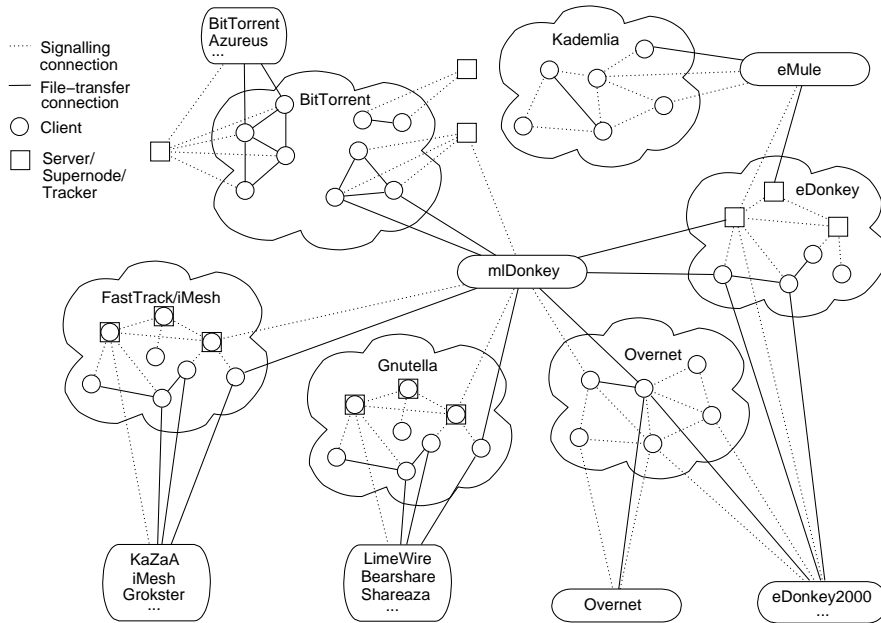 BitTorrent
Azureus
...
Signalling
connection
File−transfer
connection
Client
Server/
Supernode/
Tracker
BitTorrent
Kademlia
eMule
eDonkey
mlDonkey
FastTrack/iMesh
Gnutella
Overnet
KaZaA
iMesh
Grokster
...
LimeWire
Bearshare
Shareaza
...
Overnet
eDonkey2000
...